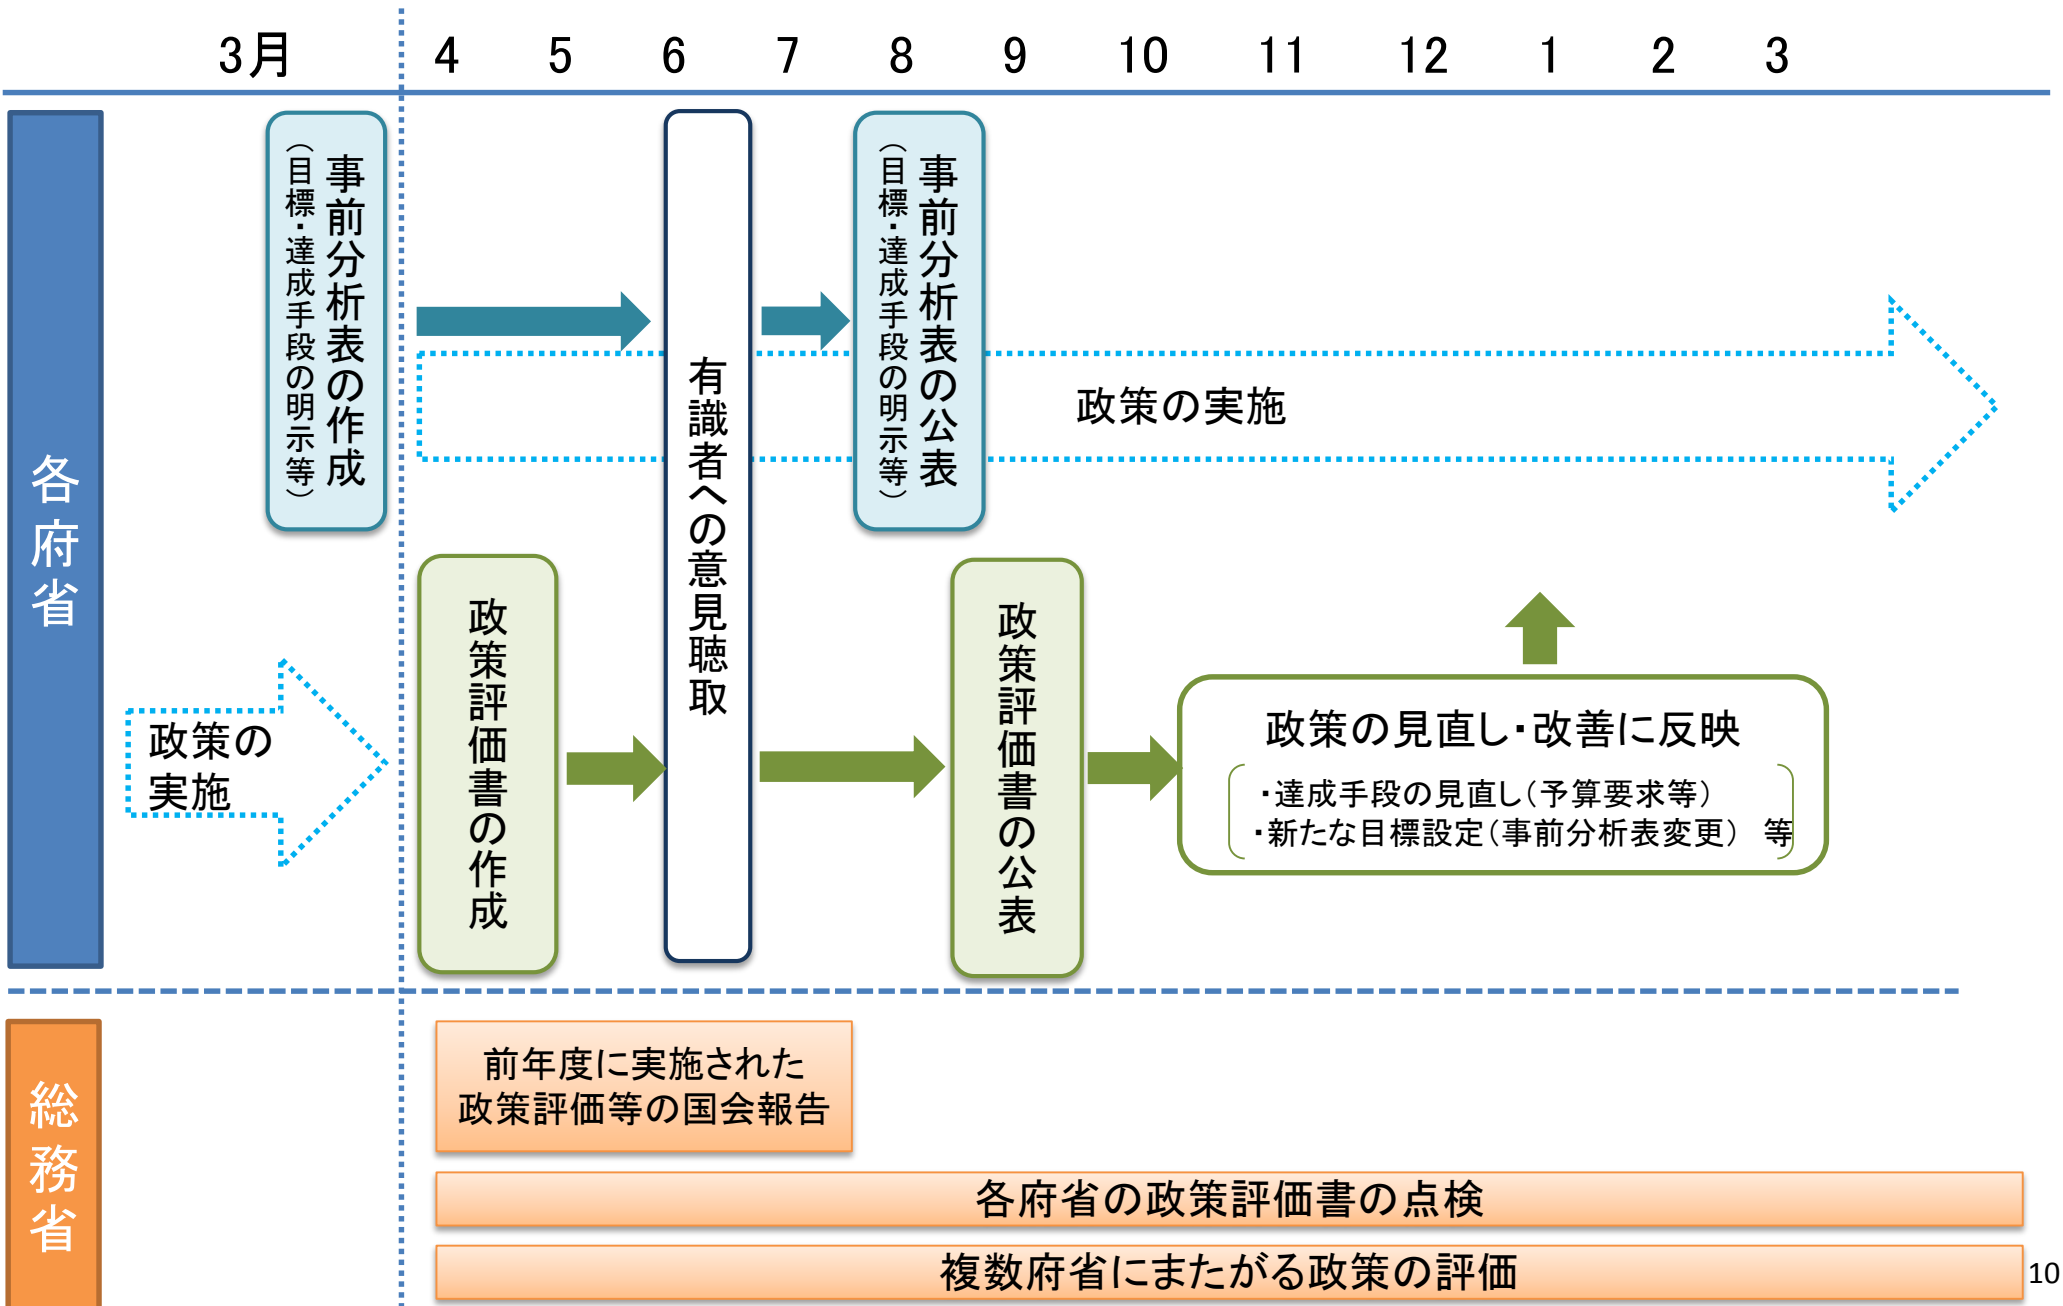 3月 4 5 6 7 8 9 10 11 12 1 2 3
各府省
事前分析表の作成
（目標・達成手段の明示等）
有識者への意見聴取
事前分析表の公表
（目標・達成手段の明示等）
政策の実施
政策の
実施
政策評価書の作成
政策評価書の公表
政策の見直し・改善に反映
・達成手段の見直し（予算要求等）
・新たな目標設定（事前分析表変更） 等
総務省
前年度に実施された
政策評価等の国会報告
各府省の政策評価書の点検
複数府省にまたがる政策の評価
10